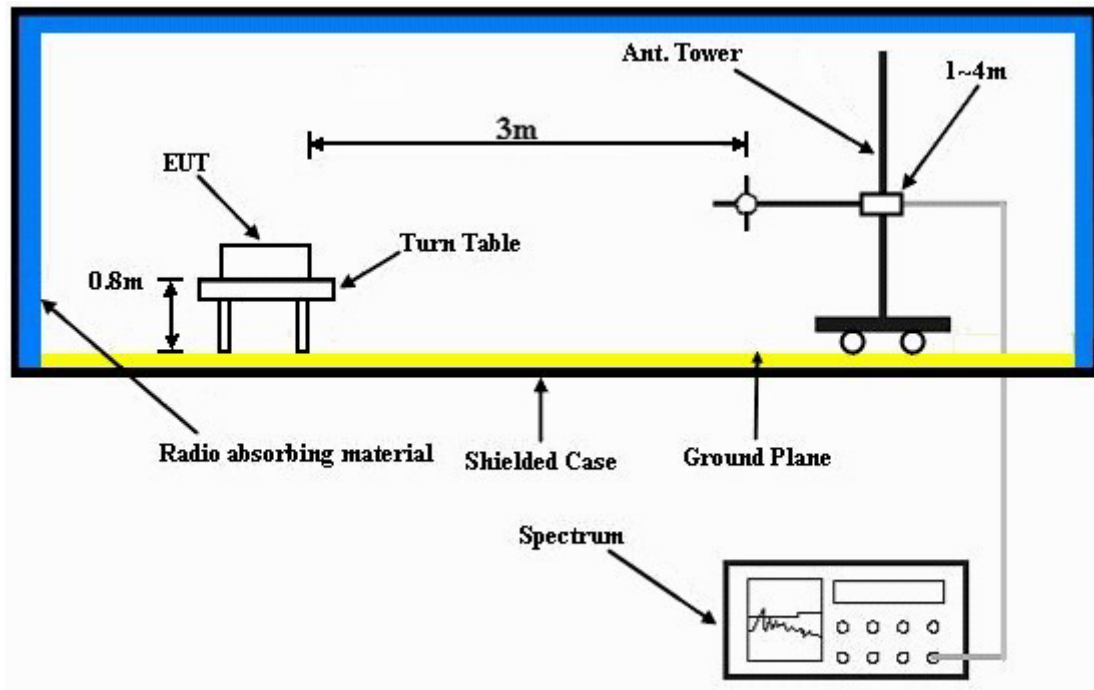 Ant. Tower
1~4m
3m
EUT
Turn Table
0.8m
Radio absorbing material
Shielded Case
Ground Plane
Spectrum